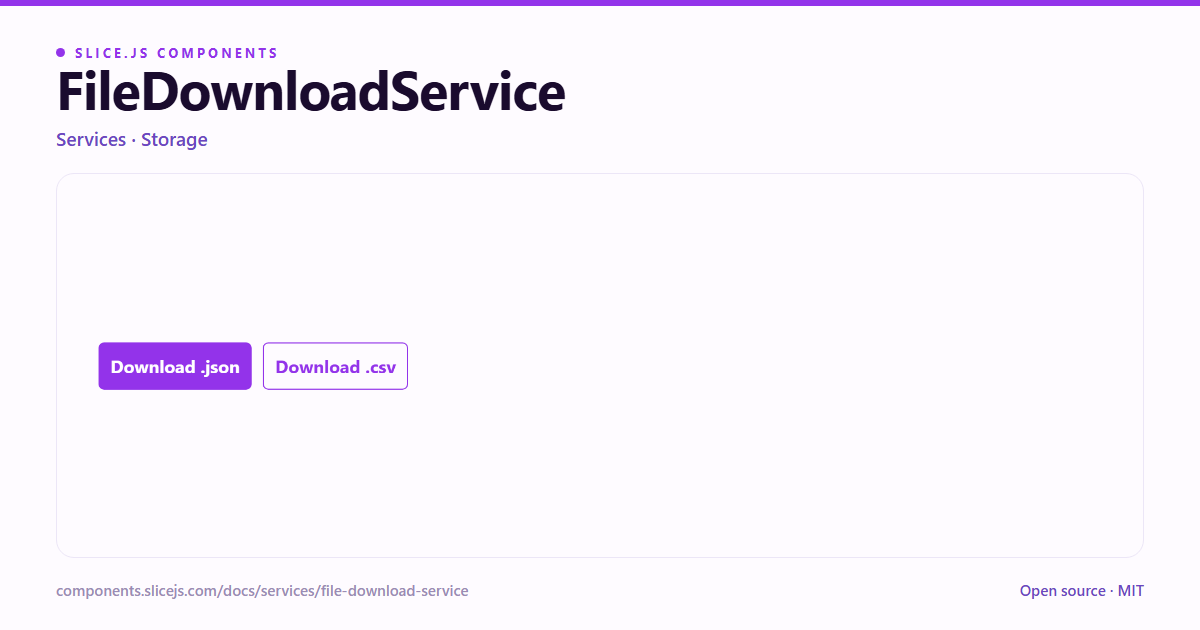 SLICE.JS COMPONENTS
FileDownloadService
Services · Storage
Download .json
Download .csv
components.slicejs.com/docs/services/file-download-service
Open source · MIT